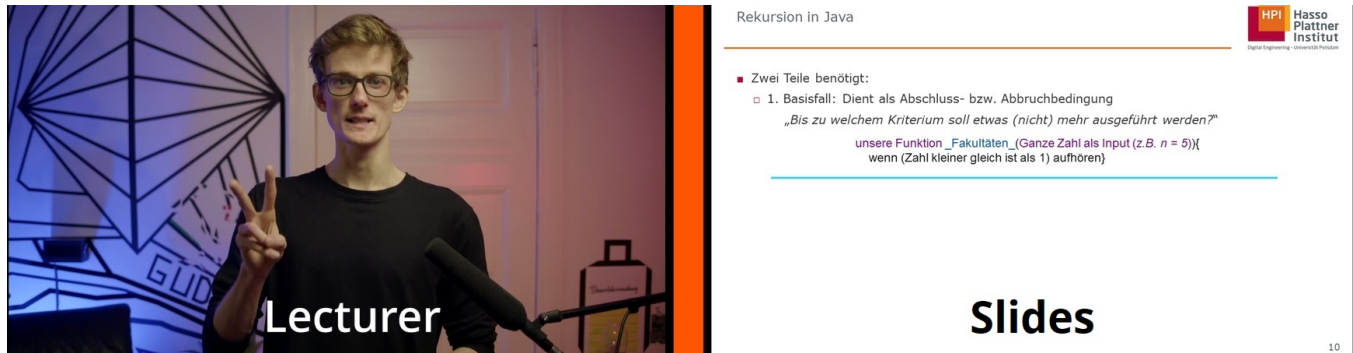 GUD
Lecturer
Rekursion in Java
HPI Hasso
Plattner
Institut
Digital Engineering • Universität Potsdam
Zwei Teile benötigt:
1. Basisfall: Dient als Abschluss- bzw. Abbruchbedingung
„Bis zu welchem Kriterium soll etwas (nicht) mehr ausgeführt werden?“
unsere Funktion _Fakultäten_(Ganze Zahl als Input (z.B. n = 5)){
wenn (Zahl kleiner gleich ist als 1) aufhören}
Slides
10